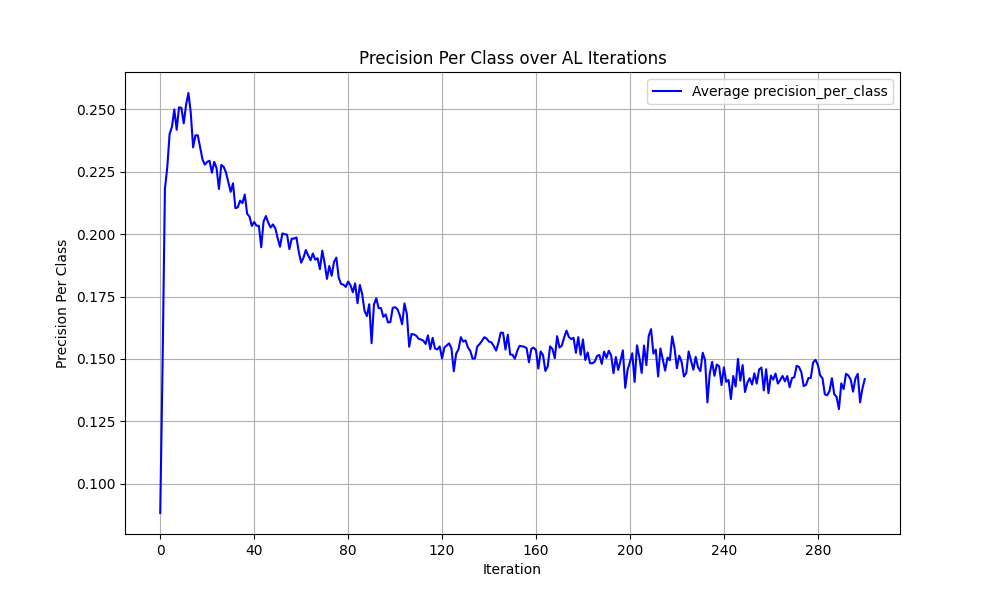 Precision Per Class over AL Iterations
Average precision_per_class
Precision Per Class
0.250
0.225
0.200
0.175
0.150
0.125
0.100
0 40 80 120 160 200 240 280
Iteration